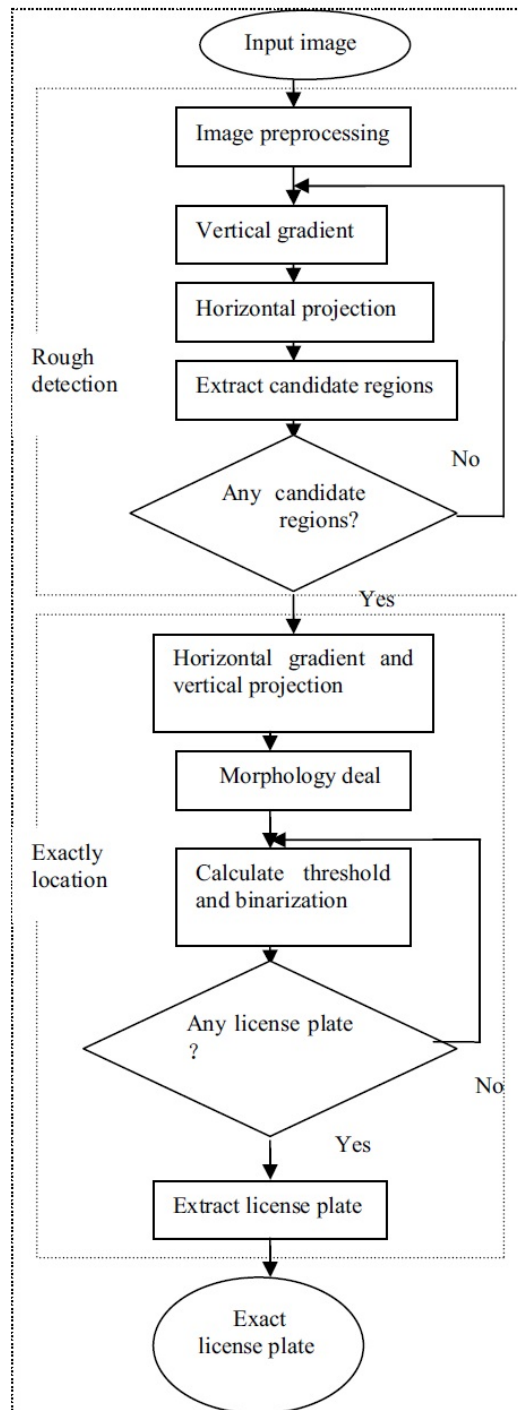 Input image
Image preprocessing
Vertical gradient
Horizontal projection
Rough
detection
Extract candidate regions
No
Any candidate
regions?
Yes
Horizontal gradient and
vertical projection
Morphology deal
Exactly
location
Calculate threshold
and binarization
Any license plate
?
No
Yes
Extract license plate
Exact
license plate